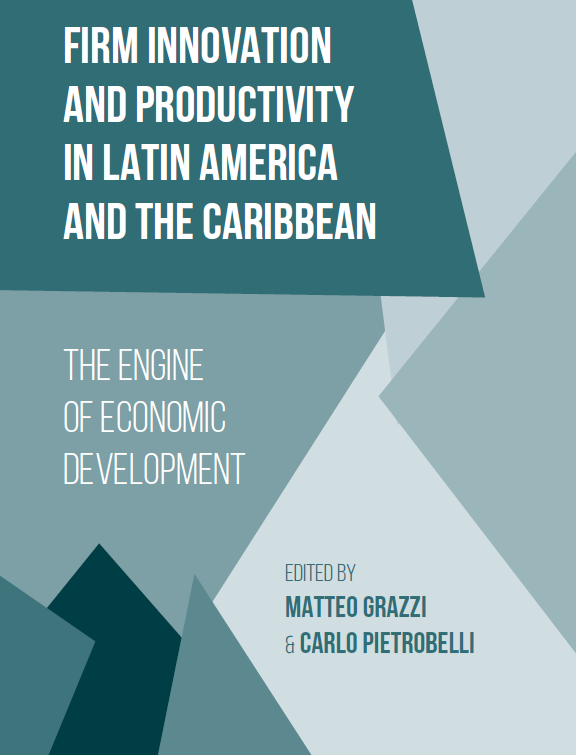 FIRM INNOVATION
AND PRODUCTIVITY
IN LATIN AMERICA
AND THE CARIBBEAN
THE ENGINE
OF ECONOMIC
DEVELOPMENT
EDITED BY
MATTEO GRAZZI
& CARLO PIETROBELLI